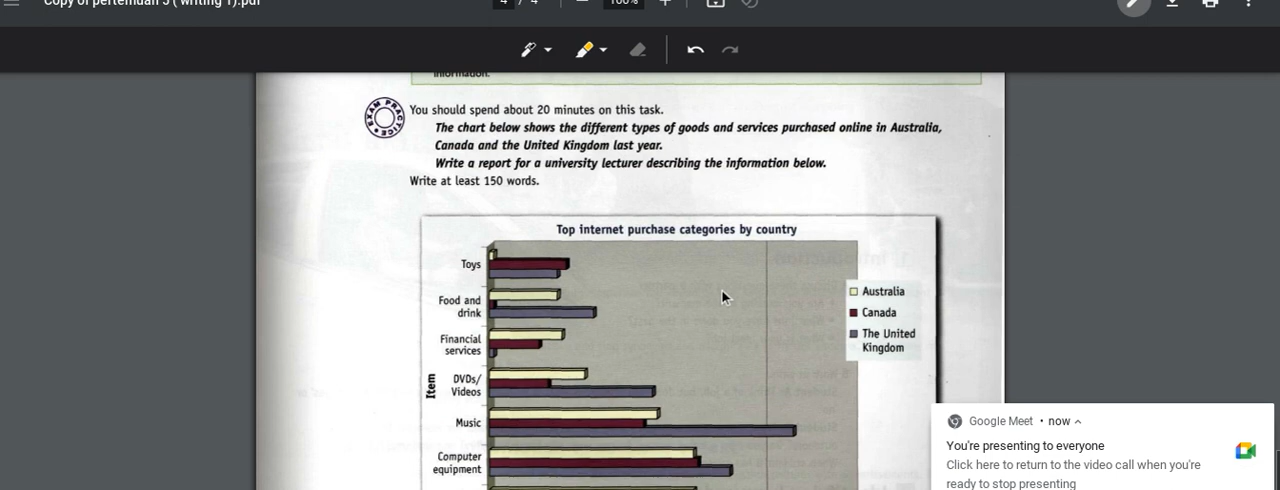 Copy of pertemuan 3 ( writing 1).pdf
4 / 4
100%
information.
EXAM PRACTICE
You should spend about 20 minutes on this task.
The chart below shows the different types of goods and services purchased online in Australia,
Canada and the United Kingdom last year.
Write a report for a university lecturer describing the information below.
Write at least 150 words.
Top internet purchase categories by country
Toys
Food and
drink
Financial
services
DVDs/
Videos
Music
Computer
equipment
Item
Australia
Canada
The United
Kingdom
Google Meet • now
You're presenting to everyone
Click here to return to the video call when you're
ready to stop presenting